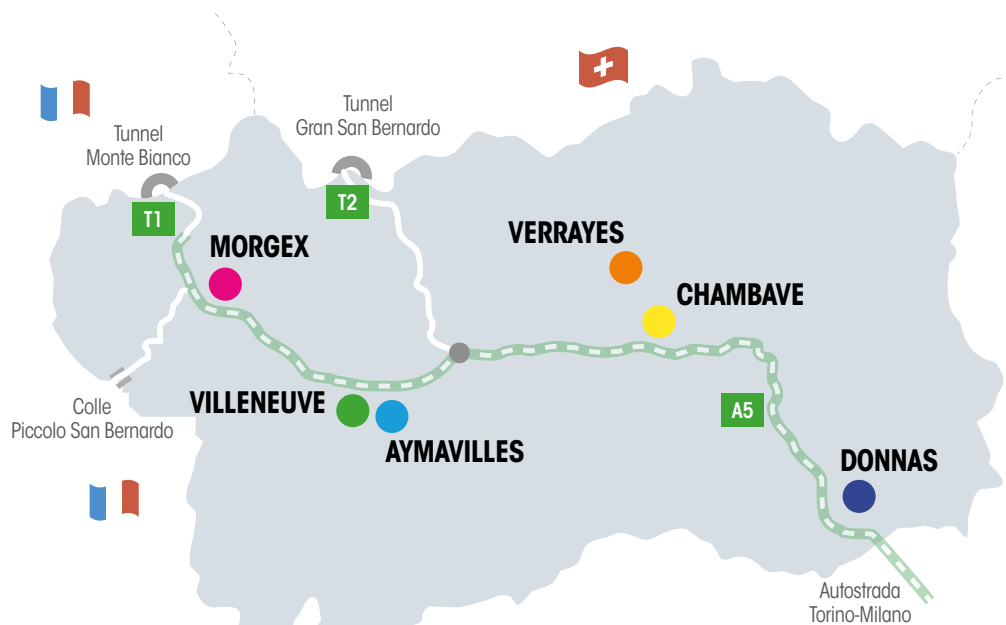 Tunnel
Gran San Bernardo
Tunnel
Monte Bianco
T1
T2
MORGEX
VERRAYES
CHAMBAVE
VILLENEUVE
AYMAVILLES
Colle
Piccolo San Bernardo
A5
DONNAS
Autostrada
Torino-Milano